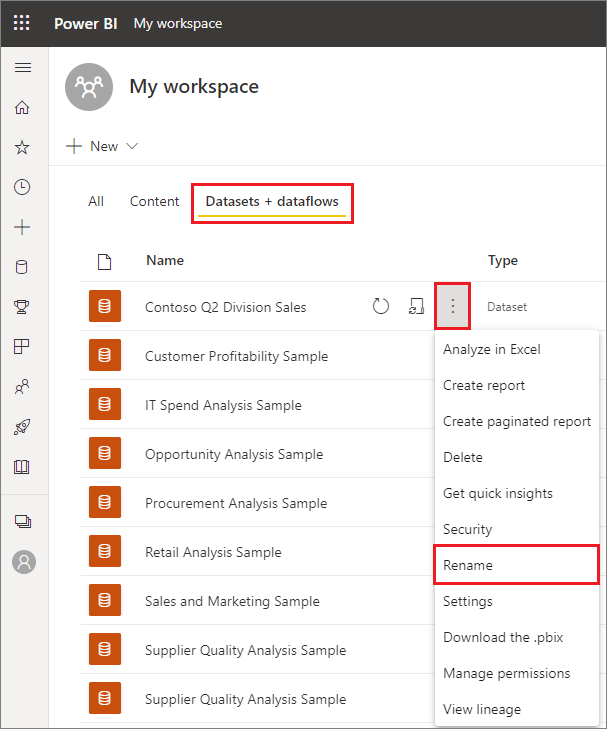 Power BI My workspace
My workspace
New
All Content Datasets + dataflows
Name Type
Contoso Q2 Division Sales Dataset
Customer Profitability Sample
IT Spend Analysis Sample
Opportunity Analysis Sample
Procurement Analysis Sample
Retail Analysis Sample
Sales and Marketing Sample
Supplier Quality Analysis Sample
Supplier Quality Analysis Sample
Analyze in Excel
Create report
Create paginated report
Delete
Get quick insights
Security
Rename
Settings
Download the .pbix
Manage permissions
View lineage